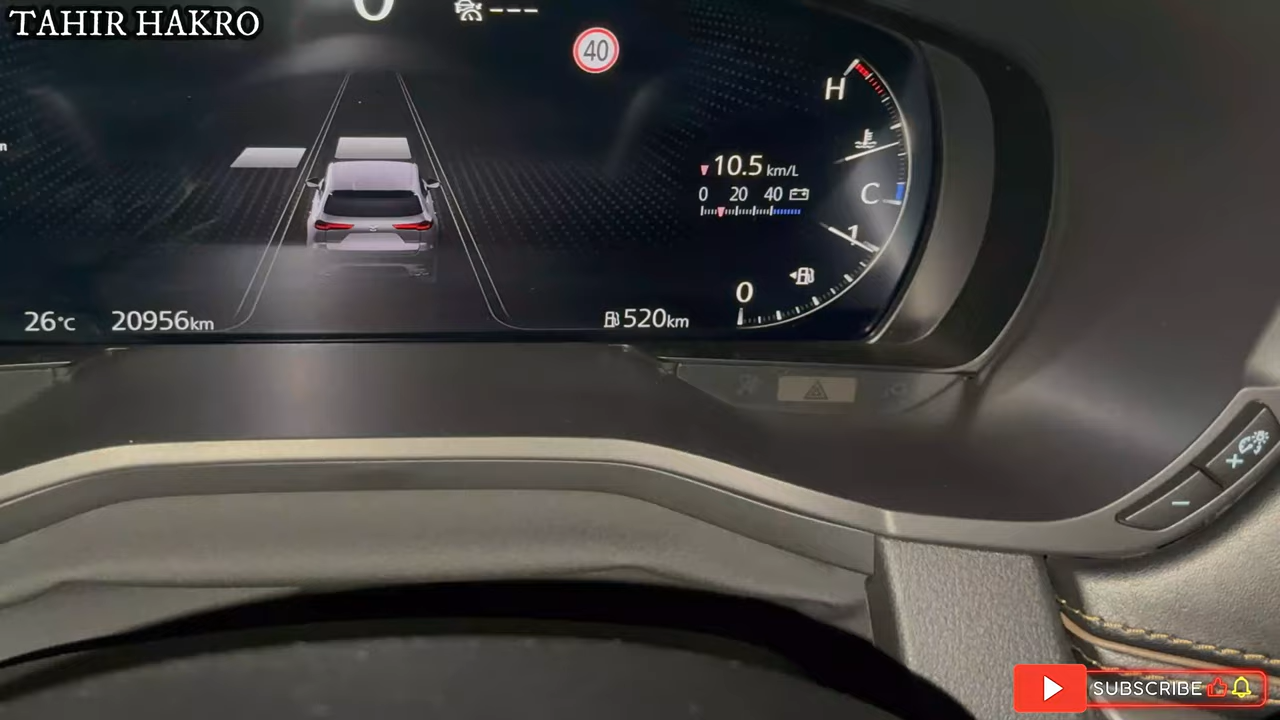 TAHIR HAKRO
0
---
40
H
10.5 km/L
0 20 40
C
1
0
26°C 20956km
520km
SUBSCRIBE